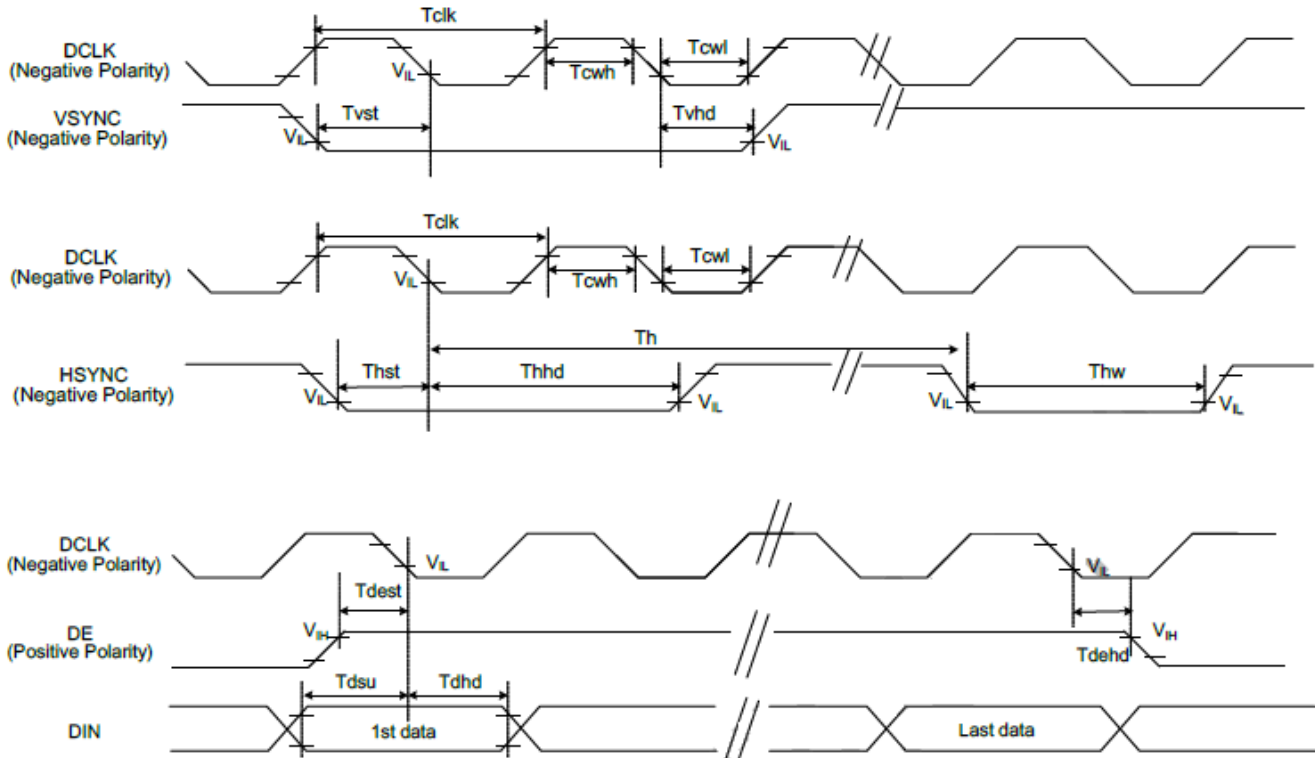 Tclk
DCLK
(Negative Polarity)
VIL
Tcwh
Tcwl
VSYNC
(Negative Polarity)
VIL
Tvst
Tvhd
VIL
Tclk
DCLK
(Negative Polarity)
VIL
Tcwh
Tcwl
Th
HSYNC
(Negative Polarity)
VIL
Thst
Thhd
VIL
VIL
Thw
VIL
DCLK
(Negative Polarity)
VIL
VIL
Tdest
DE
(Positive Polarity)
VIH
VIH
Tdehd
Tdsu
Tdhd
DIN
1st data
Last data